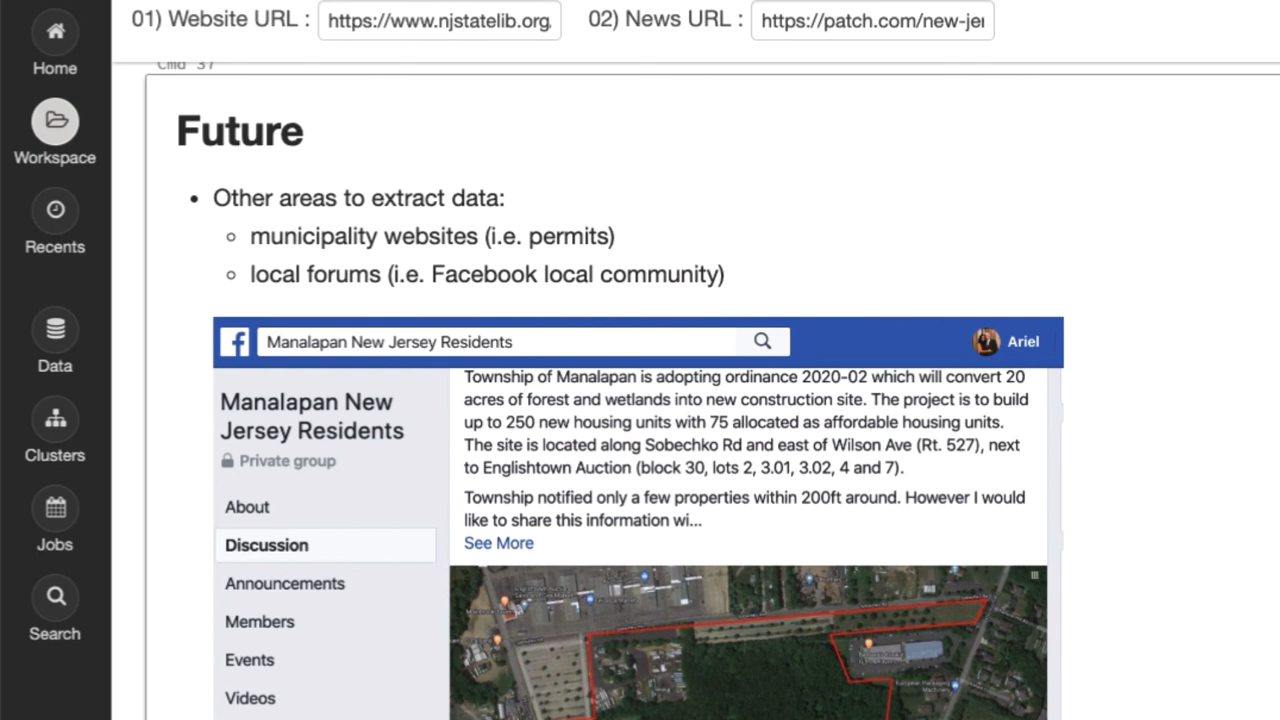 01) Website URL : https://www.njstatelib.org. 02) News URL : https://patch.com/new-jer
Home
Workspace
Recents
Data
Clusters
Jobs
Search
Cmd 37
Future
• Other areas to extract data:
◦ municipality websites (i.e. permits)
◦ local forums (i.e. Facebook local community)
Manalapan New Jersey Residents
Ariel
Manalapan New
Jersey Residents
Private group
About
Discussion
Announcements
Members
Events
Videos
Township of Manalapan is adopting ordinance 2020-02 which will convert 20
acres of forest and wetlands into new construction site. The project is to build
up to 250 new housing units with 75 allocated as affordable housing units.
The site is located along Sobechko Rd and east of Wilson Ave (Rt. 527), next
to Englishtown Auction (block 30, lots 2, 3.01, 3.02, 4 and 7).
Township notified only a few properties within 200ft around. However I would
like to share this information wi...
See More
European Packaging
Machinery